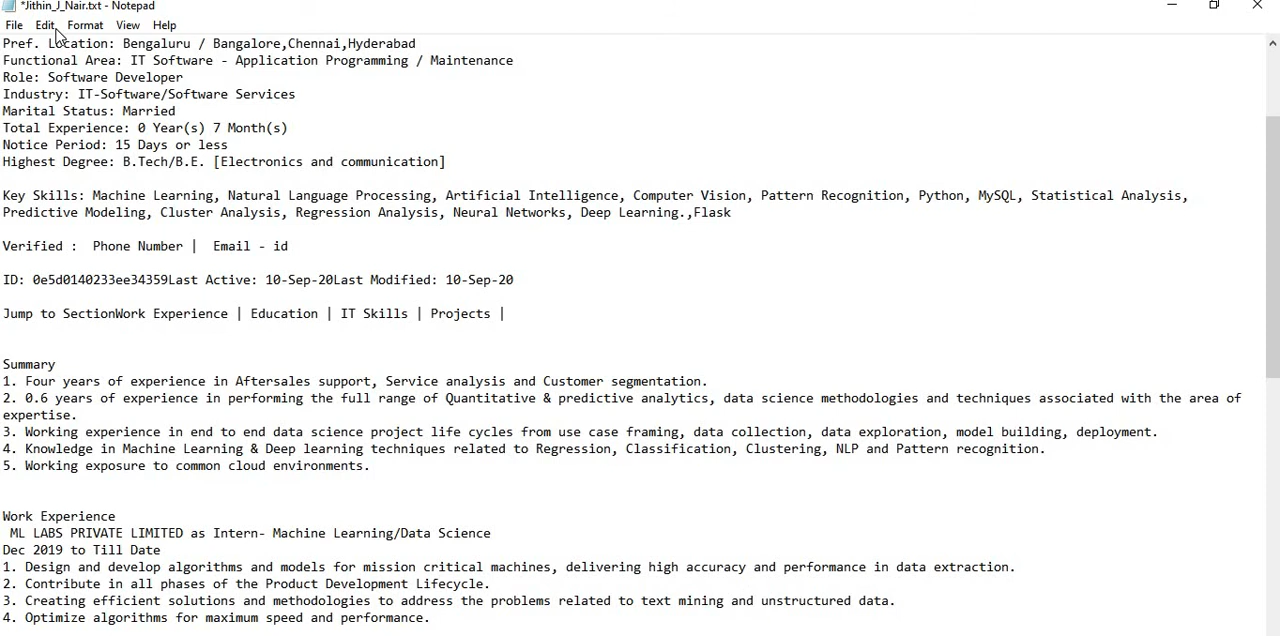 *Jithin_J_Nair.txt - Notepad
File Edit Format View Help
Pref. Location: Bengaluru / Bangalore,Chennai,Hyderabad
Functional Area: IT Software - Application Programming / Maintenance
Role: Software Developer
Industry: IT-Software/Software Services
Marital Status: Married
Total Experience: 0 Year(s) 7 Month(s)
Notice Period: 15 Days or less
Highest Degree: B.Tech/B.E. [Electronics and communication]
Key Skills: Machine Learning, Natural Language Processing, Artificial Intelligence, Computer Vision, Pattern Recognition, Python, MySQL, Statistical Analysis,
Predictive Modeling, Cluster Analysis, Regression Analysis, Neural Networks, Deep Learning.,Flask
Verified :  Phone Number |  Email - id
ID: 0e5d0140233ee34359Last Active: 10-Sep-20Last Modified: 10-Sep-20
Jump to SectionWork Experience | Education | IT Skills | Projects |
Summary
1. Four years of experience in Aftersales support, Service analysis and Customer segmentation.
2. 0.6 years of experience in performing the full range of Quantitative & predictive analytics, data science methodologies and techniques associated with the area of
expertise.
3. Working experience in end to end data science project life cycles from use case framing, data collection, data exploration, model building, deployment.
4. Knowledge in Machine Learning & Deep learning techniques related to Regression, Classification, Clustering, NLP and Pattern recognition.
5. Working exposure to common cloud environments.
Work Experience
ML LABS PRIVATE LIMITED as Intern- Machine Learning/Data Science
Dec 2019 to Till Date
1. Design and develop algorithms and models for mission critical machines, delivering high accuracy and performance in data extraction.
2. Contribute in all phases of the Product Development Lifecycle.
3. Creating efficient solutions and methodologies to address the problems related to text mining and unstructured data.
4. Optimize algorithms for maximum speed and performance.